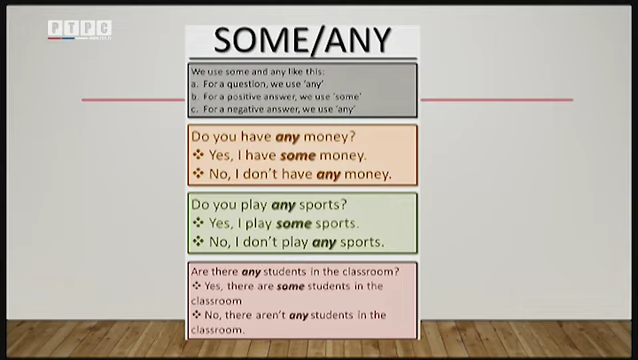 PTPC
SOME/ANY
We use some and any like this:
a. For a question, we use 'any'
b. For a positive answer, we use 'some'
c. For a negative answer, we use 'any'
Do you have any money?
❖ Yes, I have some money.
❖ No, I don't have any money.
Do you play any sports?
❖ Yes, I play some sports.
❖ No, I don't play any sports.
Are there any students in the classroom?
❖ Yes, there are some students in the
classroom
❖ No, there aren't any students in the
classroom.